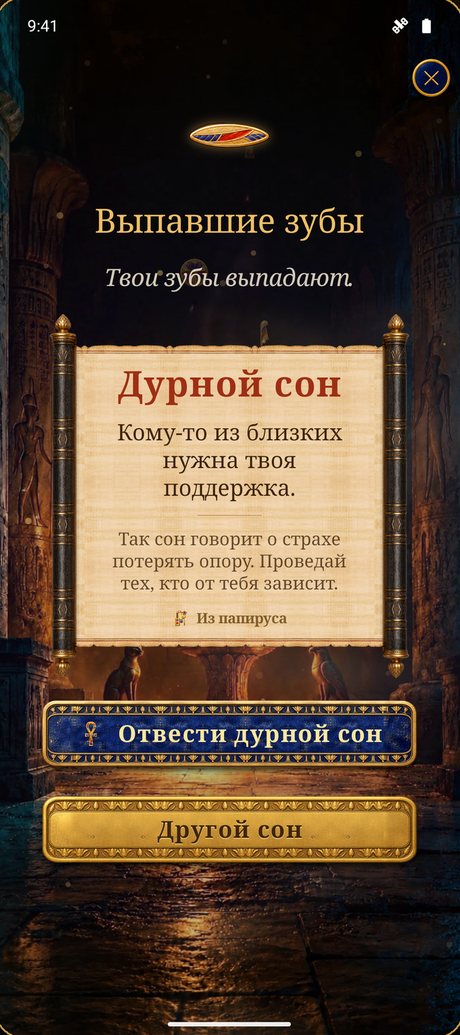 9:41
Выпавшие зубы
Твои зубы выпадают.
Дурной сон
Кому-то из близких
нужна твоя
поддержка.
Так сон говорит о страхе
потерять опору. Проведай
тех, кто от тебя зависит.
Из папируса
Отвести дурной сон
Другой сон